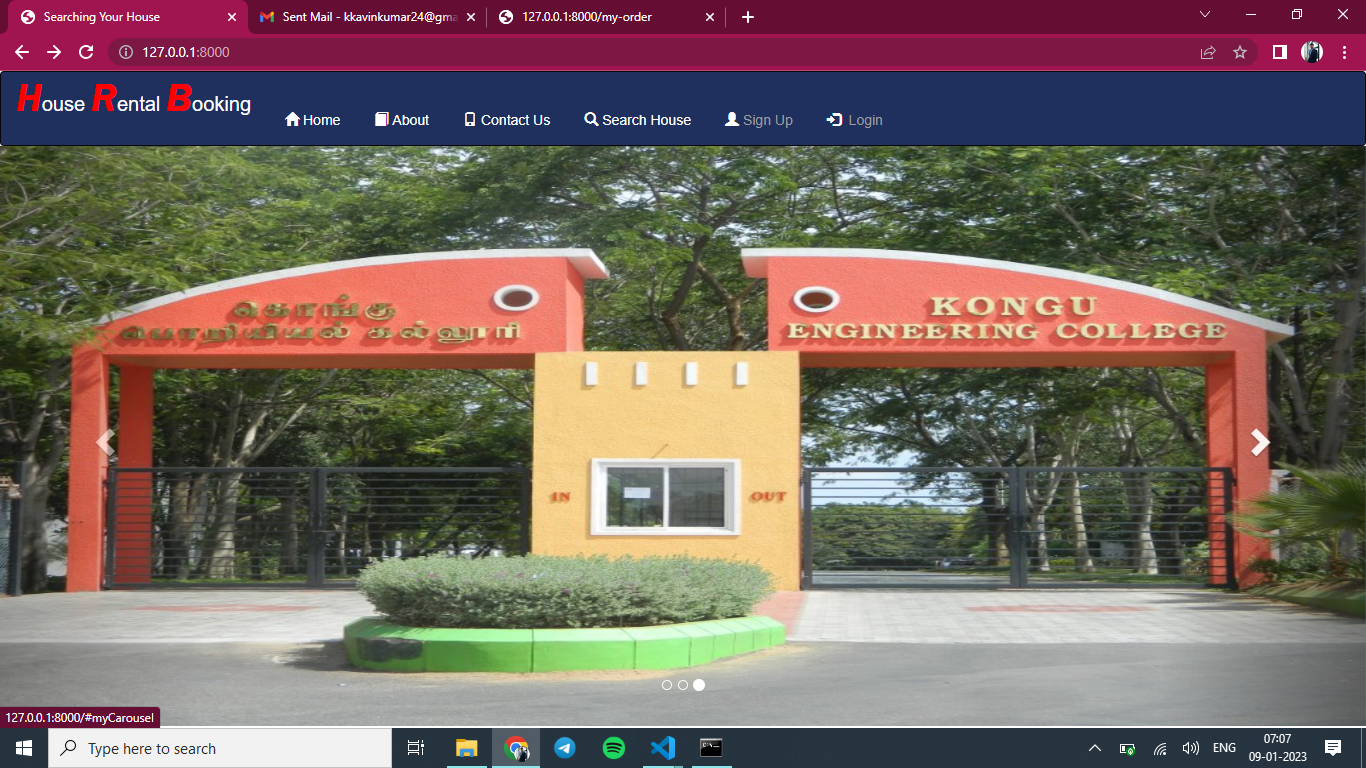 Searching Your House
Sent Mail - kkavinkumar24@gma
127.0.0.1:8000/my-order
127.0.0.1:8000
House Rental Booking
Home
About
Contact Us
Search House
Sign Up
Login
கொங்கு
பொறியியல் கல்லூரி
KONGU
ENGINEERING COLLEGE
IN
OUT
127.0.0.1:8000/#myCarousel
Type here to search
ENG
07:07
09-01-2023